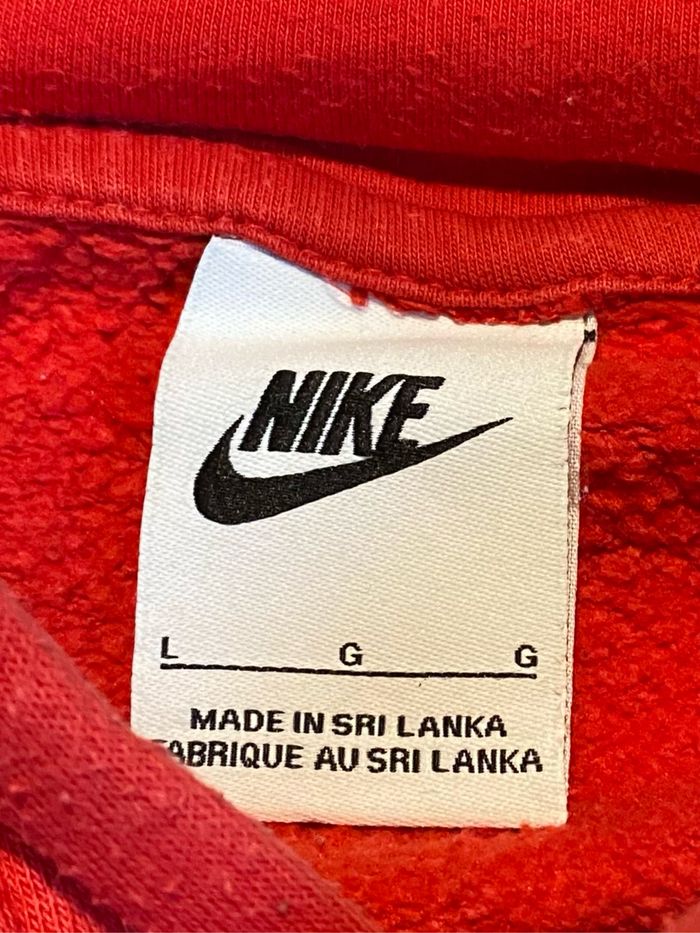 NIKE
L G G
MADE IN SRI LANKA
FABRIQUE AU SRI LANKA